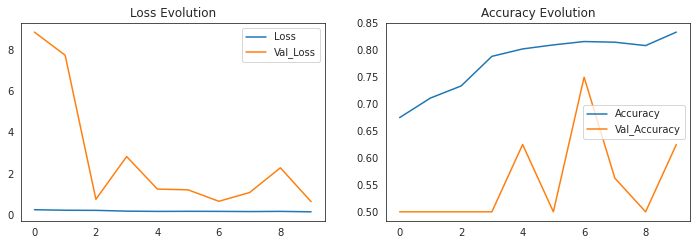 Loss Evolution
Loss
Val_Loss
8
6
4
2
0
0 2 4 6 8
Accuracy Evolution
0.85
0.80
0.75
0.70
0.65
0.60
0.55
0.50
Accuracy
Val_Accuracy
0 2 4 6 8